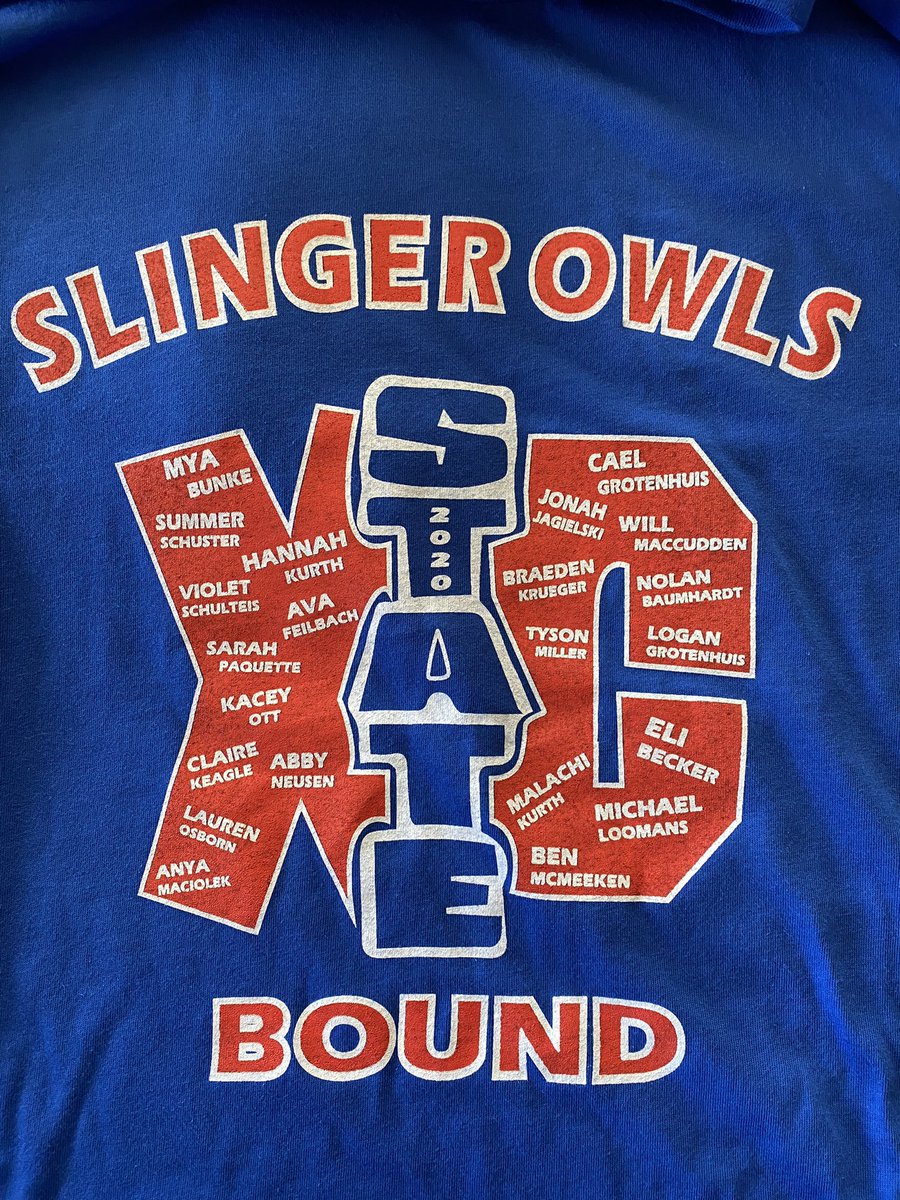 SLINGER OWLS
XC
STATE
2020
MYA
BUNKE
SUMMER
SCHUSTER
HANNAH
KURTH
VIOLET
SCHULTEIS
AVA
FEILBACH
SARAH
PAQUETTE
KACEY
OTT
CLAIRE
KEAGLE
ABBY
NEUSEN
LAUREN
OSBORN
ANYA
MACIOLEK
CAEL
GROTENHUIS
JONAH
JAGIELSKI
WILL
MACCUDDEN
BRAEDEN
KRUEGER
NOLAN
BAUMHARDT
TYSON
MILLER
LOGAN
GROTENHUIS
ELI
BECKER
MALACHI
KURTH
MICHAEL
LOOMANS
BEN
MCMEEKEN
BOUND